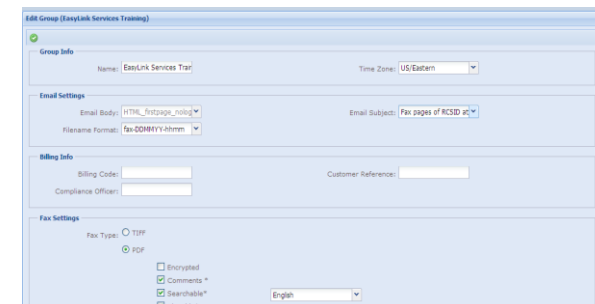 Edit Group (EasyLink Services Training)
Group Info
Name: EasyLink Services Trair
Time Zone: US/Eastern
Email Settings
Email Body: HTML_firstpage_nolog
Email Subject: Fax pages of RCSID at
Filename Format: fax-DDMMYY-hhmm
Billing Info
Billing Code:
Customer Reference:
Compliance Officer:
Fax Settings
Fax Type: TIFF
PDF
Encrypted
Comments *
Searchable* English